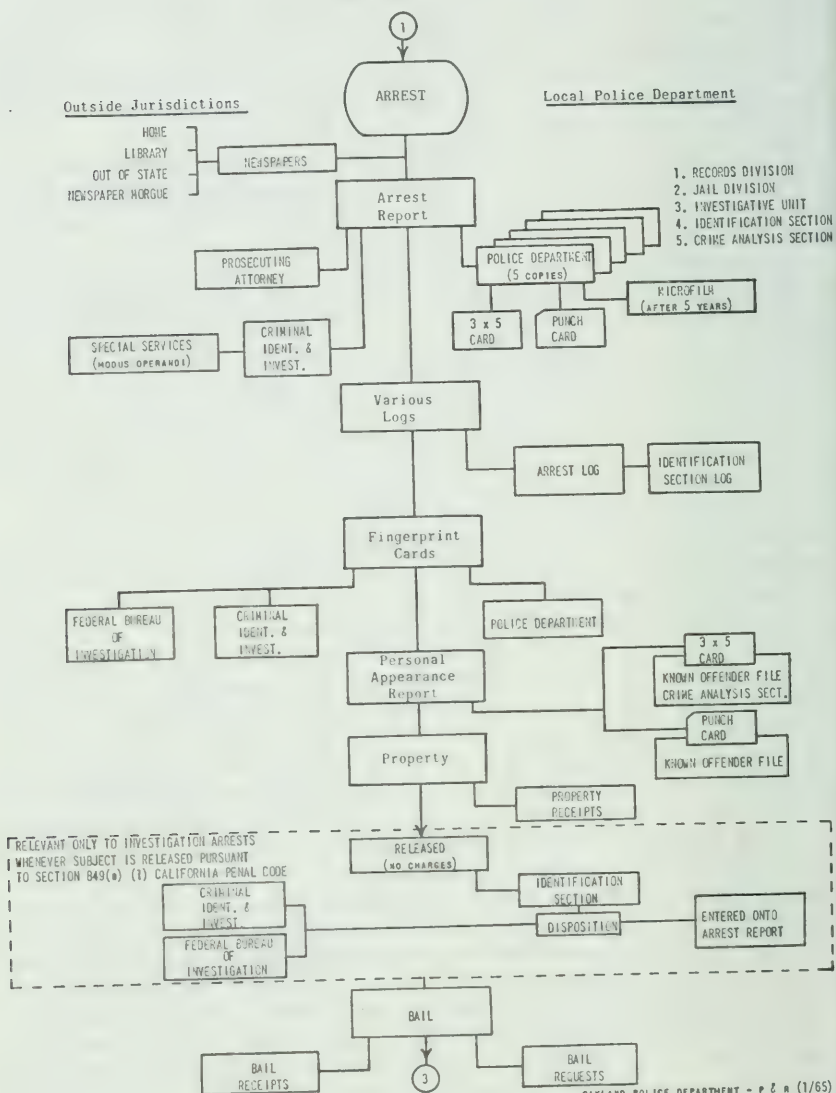 1
ARREST
Outside Jurisdictions
Local Police Department
HOME
LIBRARY
OUT OF STATE
NEWSPAPER MORGUE
NEWSPAPERS
1. RECORDS DIVISION
2. JAIL DIVISION
3. INVESTIGATIVE UNIT
4. IDENTIFICATION SECTION
5. CRIME ANALYSIS SECTION
Arrest
Report
PROSECUTING
ATTORNEY
POLICE DEPARTMENT
(5 COPIES)
MICROFILM
(AFTER 5 YEARS)
3 x 5
CARD
PUNCH
CARD
SPECIAL SERVICES
(MODUS OPERANDI)
CRIMINAL
IDENT. &
INVEST.
Various
Logs
ARREST LOG
IDENTIFICATION
SECTION LOG
Fingerprint
Cards
FEDERAL BUREAU
OF
INVESTIGATION
CRIMINAL
IDENT. &
INVEST.
POLICE DEPARTMENT
Personal
Appearance
Report
3 x 5
CARD
KNOWN OFFENDER FILE
CRIME ANALYSIS SECT.
PUNCH
CARD
KNOWN OFFENDER FILE
Property
PROPERTY
RECEIPTS
RELEVANT ONLY TO INVESTIGATION ARRESTS
WHENEVER SUBJECT IS RELEASED PURSUANT
TO SECTION 849(B) (1) CALIFORNIA PENAL CODE
RELEASED
(NO CHARGES)
IDENTIFICATION
SECTION
CRIMINAL
IDENT. &
INVEST.
FEDERAL BUREAU
OF
INVESTIGATION
DISPOSITION
ENTERED ONTO
ARREST REPORT
BAIL
BAIL
RECEIPTS
3
BAIL
REQUESTS
OAKLAND POLICE DEPARTMENT - P & R (1/65)